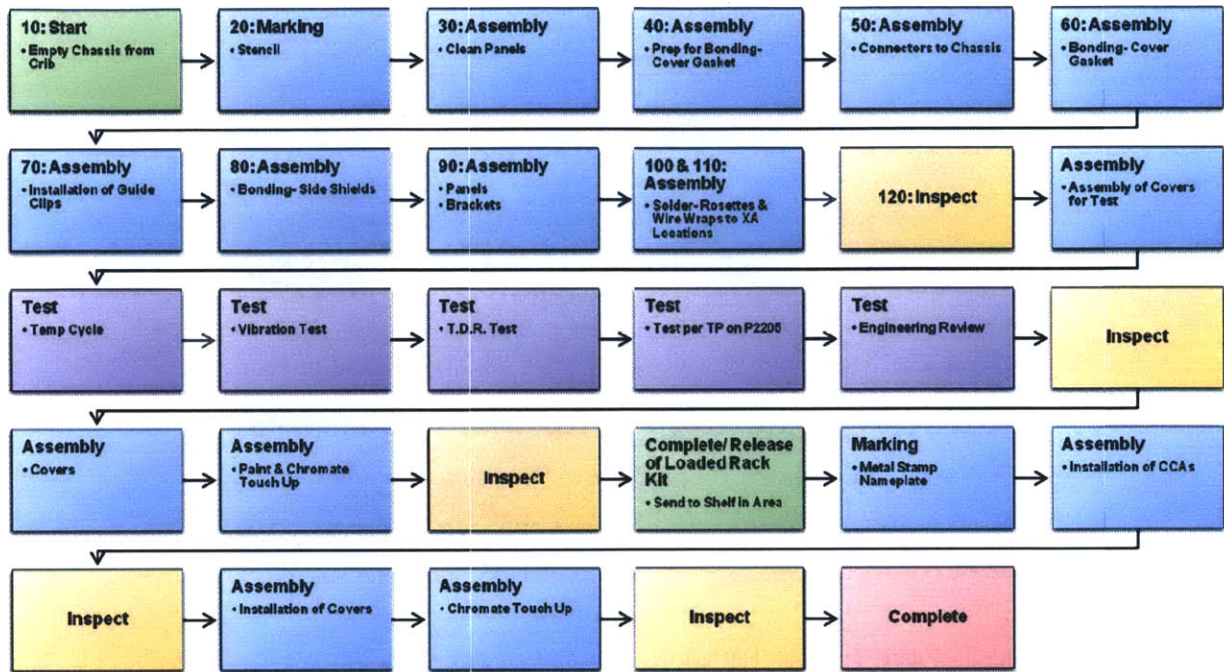 10: Start
• Empty Chassis from
Crib
20: Marking
• Stencil
30: Assembly
• Clean Panels
40: Assembly
• Prep for Bonding-
Cover Gasket
50: Assembly
• Connectors to Chassis
60: Assembly
• Bonding- Cover
Gasket
70: Assembly
• Installation of Guide
Clips
80: Assembly
• Bonding- Side Shields
90: Assembly
• Panels
• Brackets
100 & 110:
Assembly
• Solder- Rosettes &
Wire Wraps to XA
Locations
120: Inspect
Assembly
• Assembly of Covers
for Test
Test
• Temp Cycle
Test
• Vibration Test
Test
• T.D.R. Test
Test
• Test per TP on P2205
Test
• Engineering Review
Inspect
Assembly
• Covers
Assembly
• Paint & Chromate
Touch Up
Inspect
Complete/ Release
of Loaded Rack
Kit
• Send to Shelf in Area
Marking
• Metal Stamp
Nameplate
Assembly
• Installation of CCAs
Inspect
Assembly
• Installation of Covers
Assembly
• Chromate Touch Up
Inspect
Complete